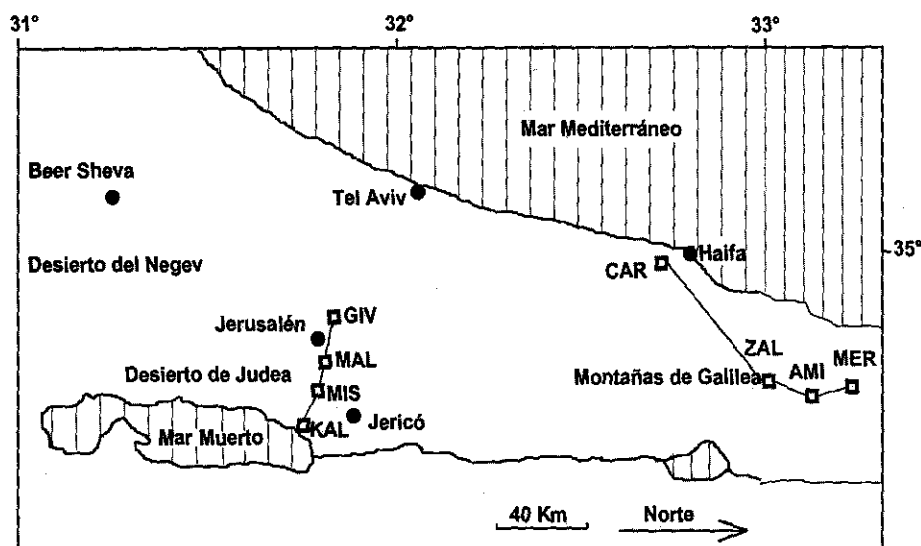 31°
32°
33°
Mar Mediterráneo
Beer Sheva
Tel Aviv
35°
Haifa
Desierto del Negev
CAR
GIV
Jerusalén
ZAL
MAL
MER
AMI
Desierto de Judea
Montañas de Galilea
MIS
Jericó
KAL
Mar Muerto
40 Km
Norte